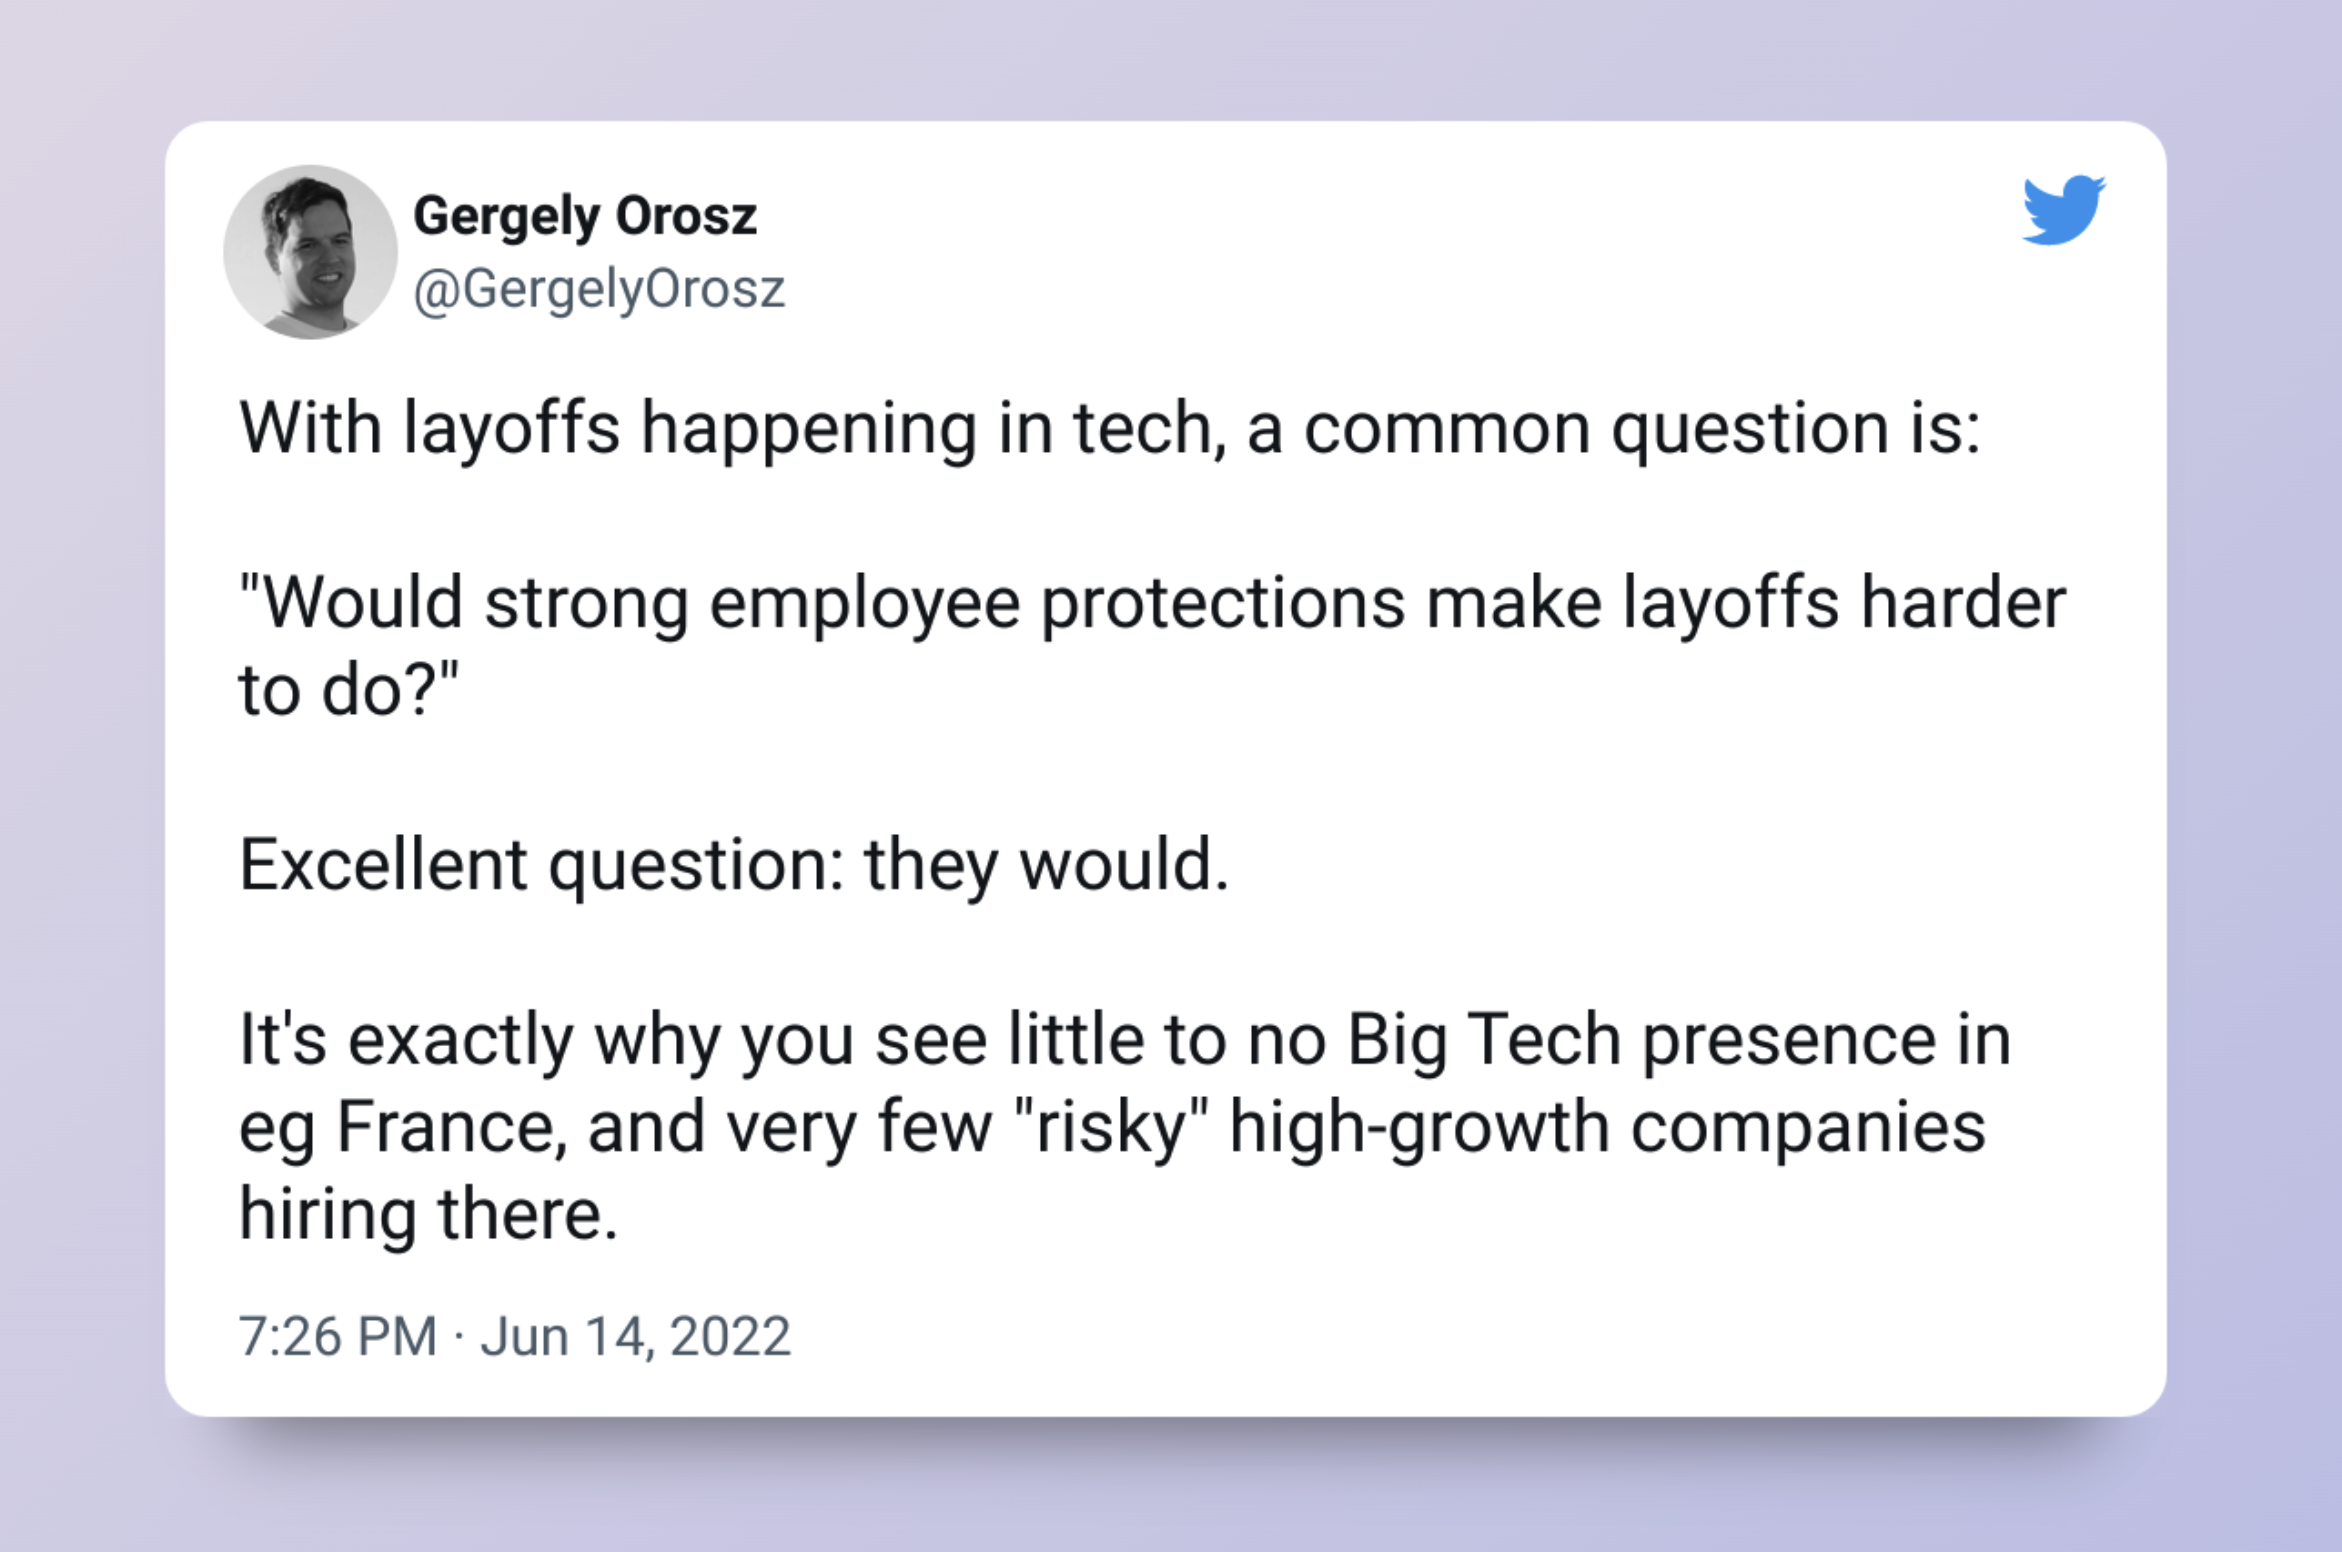 Gergely Orosz
@GergelyOrosz
With layoffs happening in tech, a common question is:
"Would strong employee protections make layoffs harder
to do?"
Excellent question: they would.
It's exactly why you see little to no Big Tech presence in
eg France, and very few "risky" high-growth companies
hiring there.
7:26 PM · Jun 14, 2022